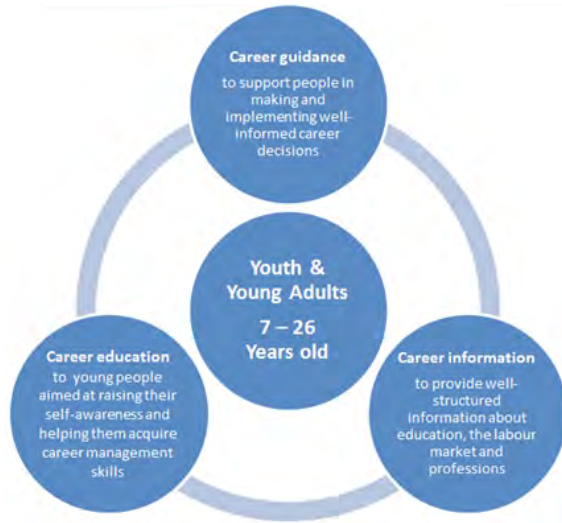 Career guidance
to support people in
making and
implementing well-
informed career
decisions
Youth &
Young Adults
7 – 26
Years old
Career education
to young people
aimed at raising their
self-awareness and
helping them acquire
career management
skills
Career information
to provide well-
structured
information about
education, the labour
market and
professions